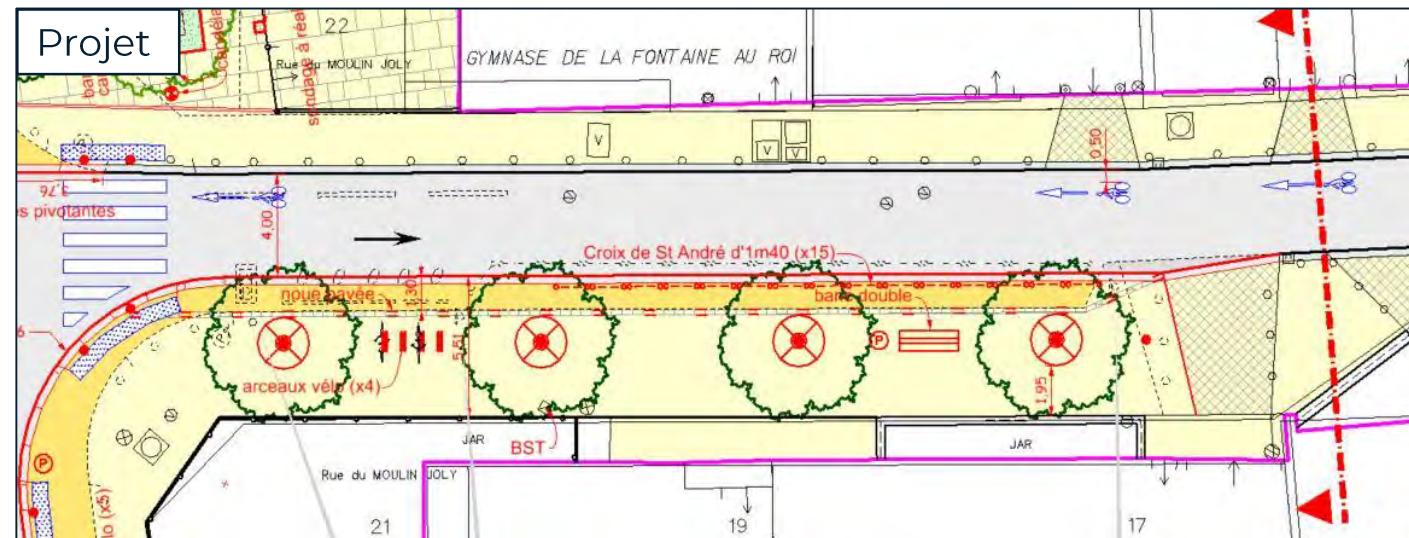 Projet
22
Rue du MOULIN JOLY
GYMNASE DE LA FONTAINE AU ROI
sondage à réal
V
V
V
0,50
3,76
s pivotantes
4,00
Croix de St André d'1m40 (x15)
noue pavée
banc double
5,51
P
P
arceaux vélo (x4)
1,95
BST
JAR
JAR
Rue du MOULIN JOLY
P
lo (x5)
21
19
17